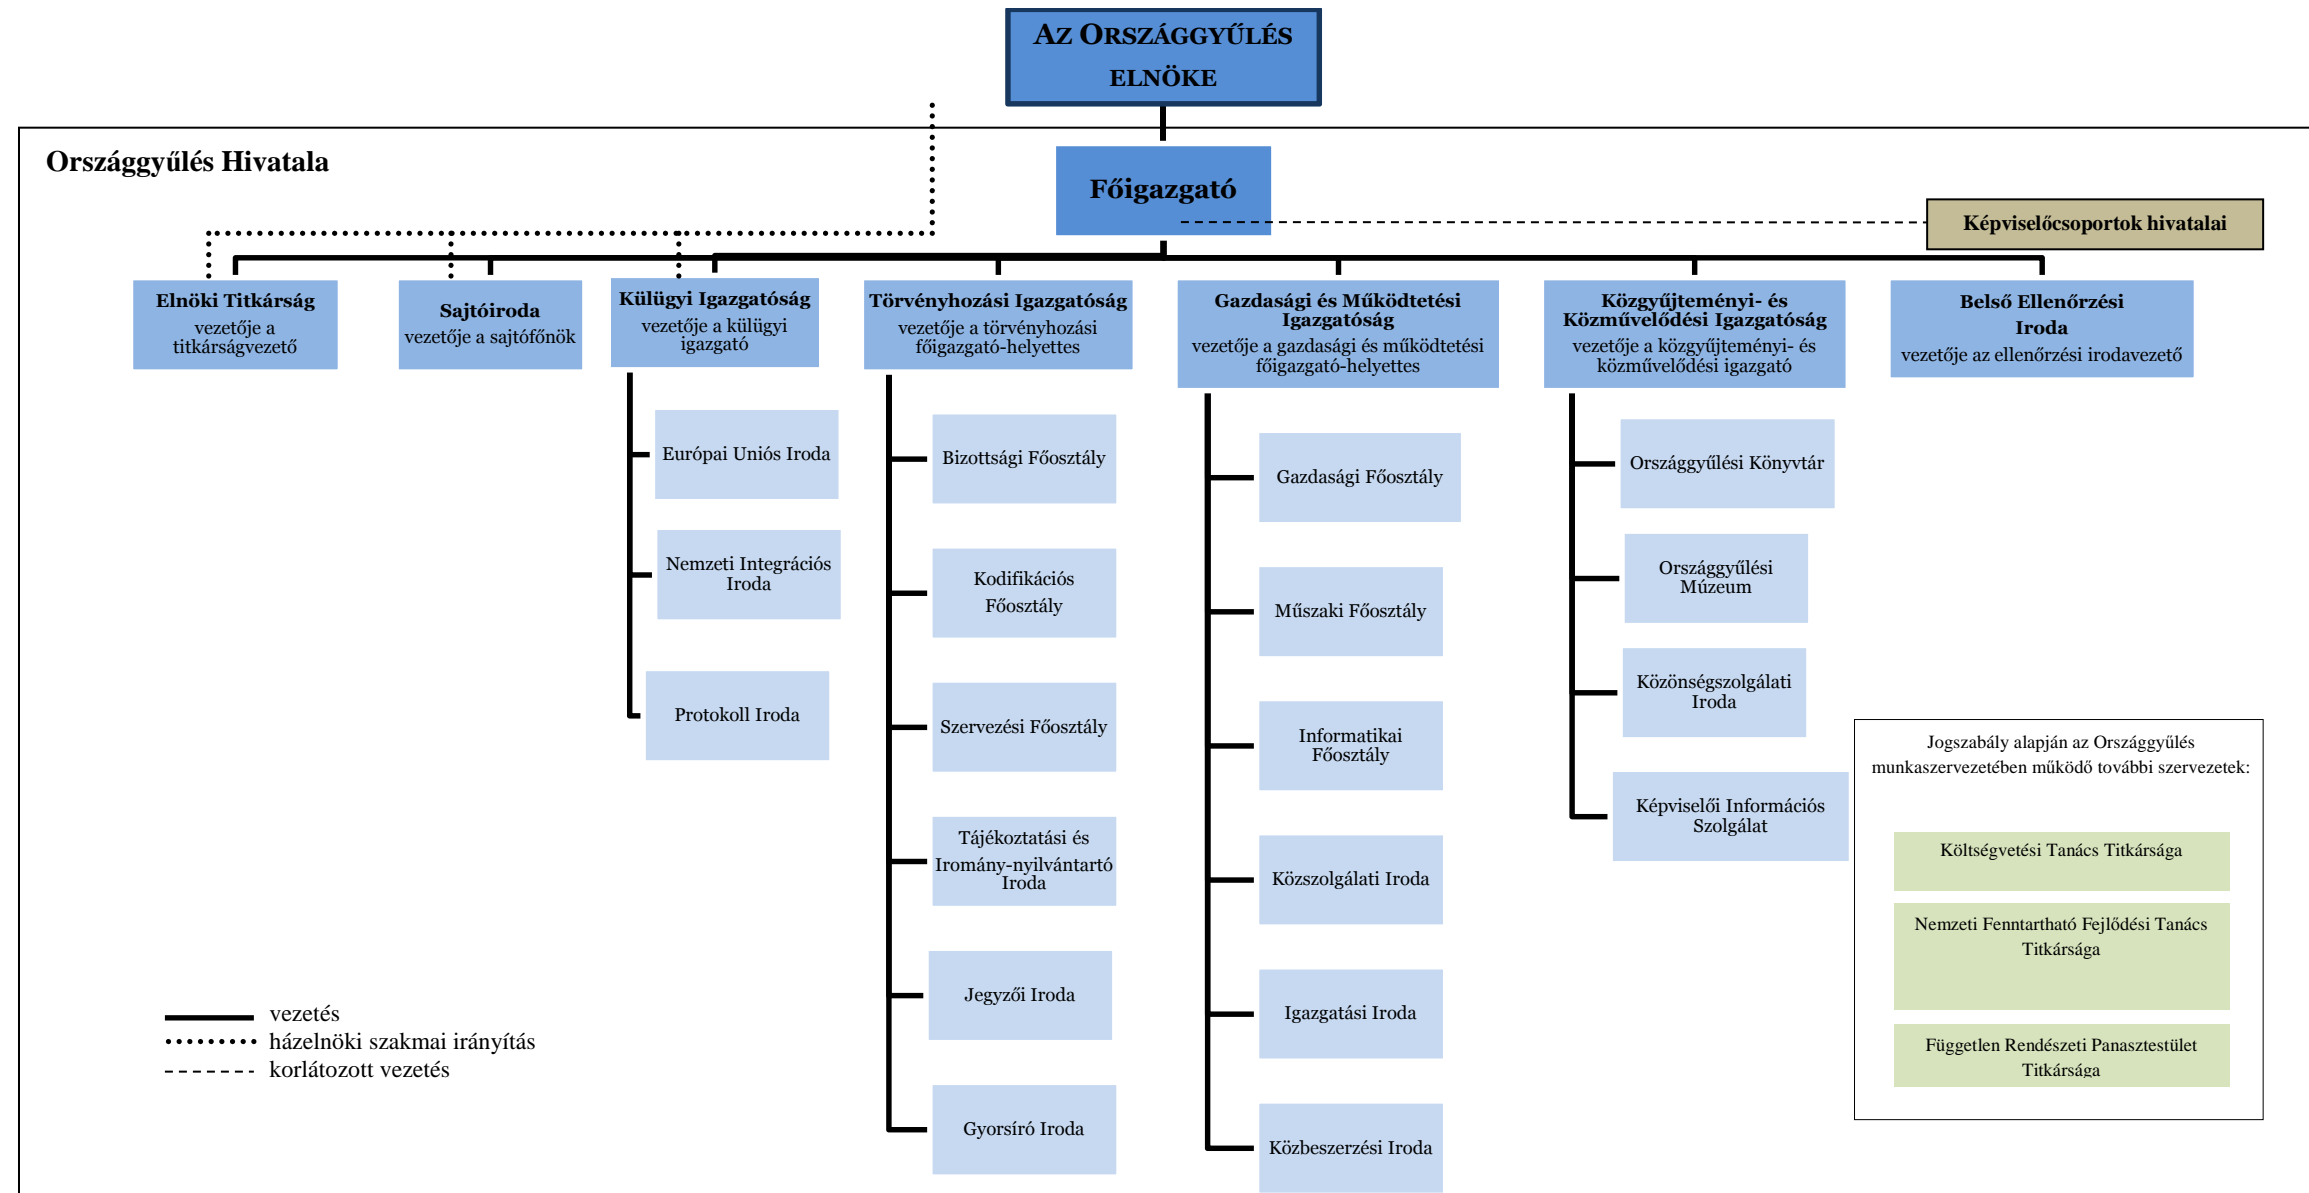 AZ ORSZÁGGYŰLÉS
ELNÖKE
Országgyűlés Hivatala
Főigazgató
Képviselőcsoportok hivatalai
Elnöki Titkárság
vezetője a
titkárságvezető
Sajtóiroda
vezetője a sajtófőnök
Külügyi Igazgatóság
vezetője a külügyi
igazgató
Törvényhozási Igazgatóság
vezetője a törvényhozási
főigazgató-helyettes
Gazdasági és Működtetési
Igazgatóság
vezetője a gazdasági és működtetési
főigazgató-helyettes
Közgyűjteményi- és
Közművelődési Igazgatóság
vezetője a közgyűjteményi- és
közművelődési igazgató
Belső Ellenőrzési
Iroda
vezetője az ellenőrzési irodavezető
Európai Uniós Iroda
Nemzeti Integrációs
Iroda
Protokoll Iroda
Bizottsági Főosztály
Kodifikációs
Főosztály
Szervezési Főosztály
Tájékoztatási és
Iromány-nyilvántartó
Iroda
Jegyzői Iroda
Gyorsíró Iroda
Gazdasági Főosztály
Műszaki Főosztály
Informatikai
Főosztály
Közszolgálati Iroda
Igazgatási Iroda
Közbeszerzési Iroda
Országgyűlési Könyvtár
Országgyűlési
Múzeum
Közönségszolgálati
Iroda
Képviselői Információs
Szolgálat
Jogszabály alapján az Országgyűlés
munkaszervezetében működő további szervezetek:
Költségvetési Tanács Titkársága
Nemzeti Fenntartható Fejlődési Tanács
Titkársága
Független Rendészeti Panasztestület
Titkársága
vezetés
házelnöki szakmai irányítás
korlátozott vezetés